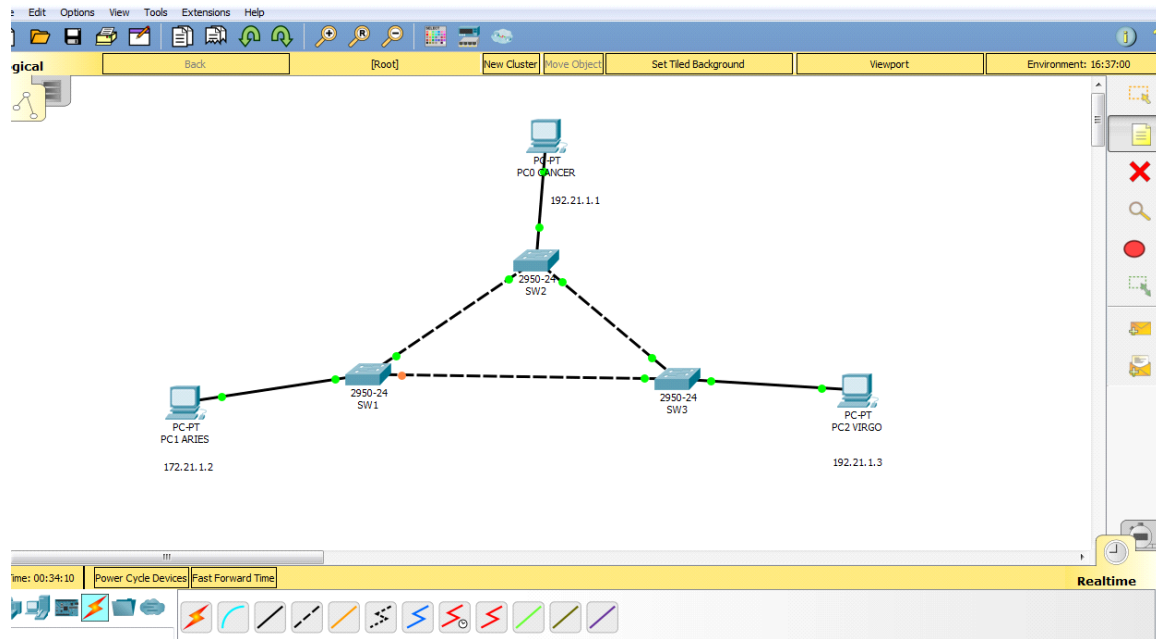 Edit Options View Tools Extensions Help
gical Back [Root] New Cluster Move Object Set Tiled Background Viewport Environment: 16:37:00
PC-PT
PC0 CANCER
192.21.1.1
2950-24
SW2
2950-24
SW1
2950-24
SW3
PC-PT
PC1 ARIES
172.21.1.2
PC-PT
PC2 VIRGO
192.21.1.3
ime: 00:34:10 Power Cycle Devices Fast Forward Time Realtime